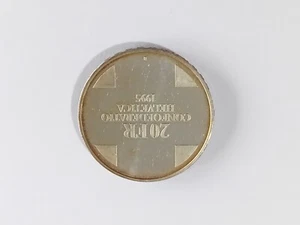 20 FR
CONFOEDERATIO
HELVETICA
1995